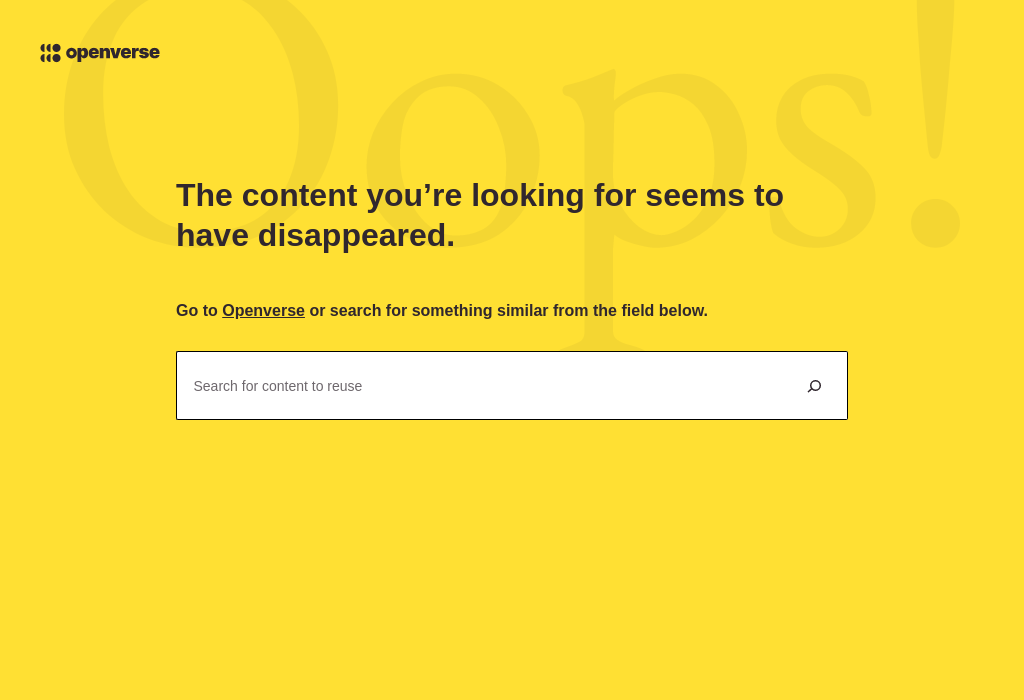 Oops!
openverse
The content you’re looking for seems to
have disappeared.
Go to Openverse or search for something similar from the field below.
Search for content to reuse